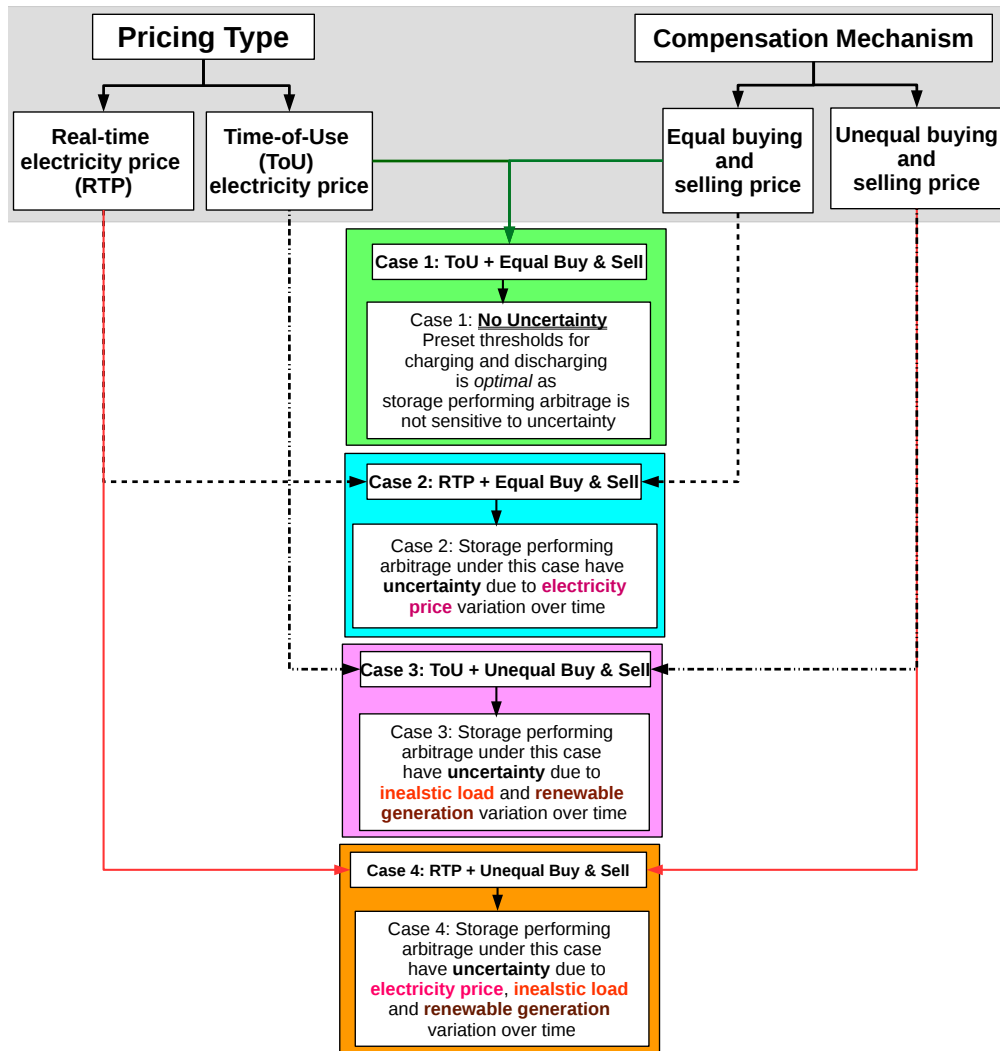 Pricing Type
Compensation Mechanism
Real-time
electricity price
(RTP)
Time-of-Use
(ToU)
electricity price
Equal buying
and
selling price
Unequal buying
and
selling price
Case 1: ToU + Equal Buy & Sell
Case 1: No Uncertainty
Preset thresholds for
charging and discharging
is optimal as
storage performing arbitrage is
not sensitive to uncertainty
Case 2: RTP + Equal Buy & Sell
Case 2: Storage performing
arbitrage under this case have
uncertainty due to electricity
price variation over time
Case 3: ToU + Unequal Buy & Sell
Case 3: Storage performing
arbitrage under this case
have uncertainty due to
inealstic load and renewable
generation variation over time
Case 4: RTP + Unequal Buy & Sell
Case 4: Storage performing
arbitrage under this case
have uncertainty due to
electricity price, inealstic load
and renewable generation
variation over time